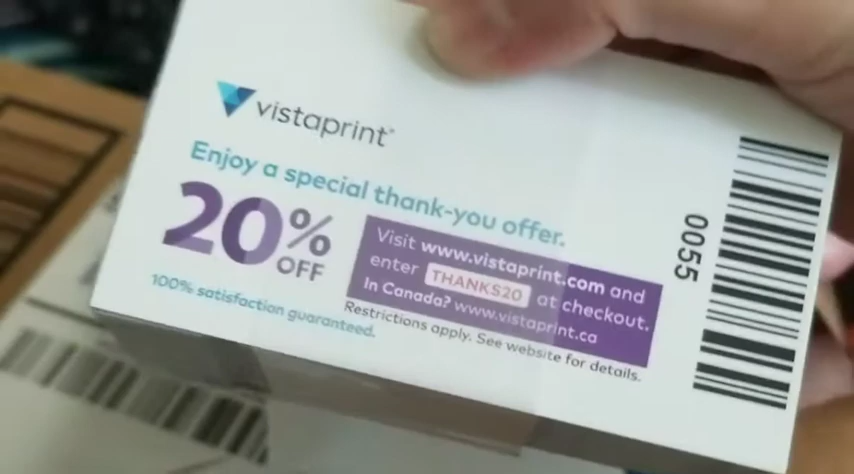 vistaprint®
Enjoy a special thank-you offer.
20% OFF
100% satisfaction guaranteed.
Visit www.vistaprint.com and
enter THANKS20 at checkout.
In Canada? www.vistaprint.ca
Restrictions apply. See website for details.
0055